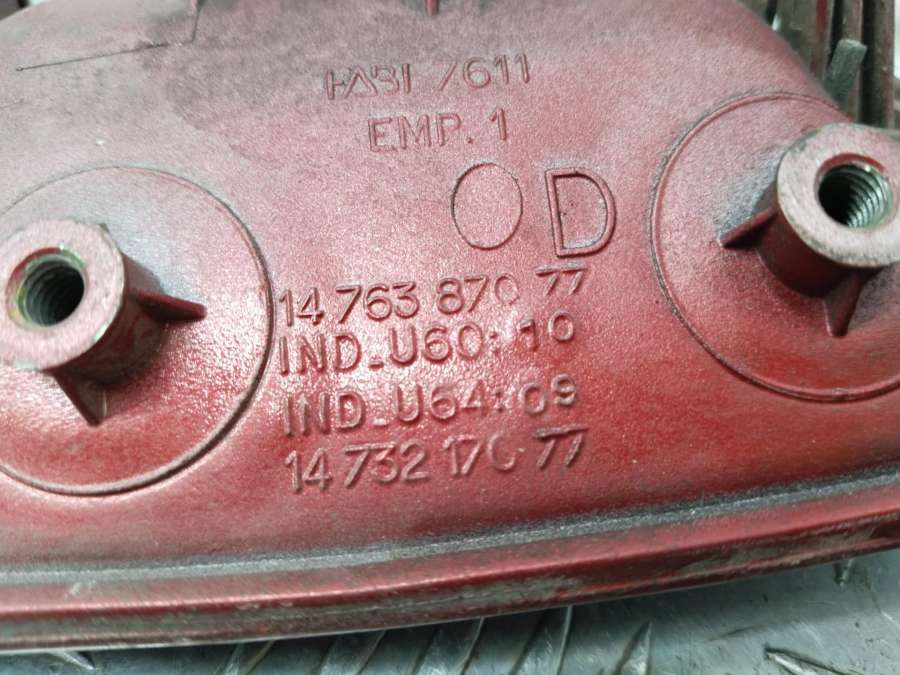 FABI 7611
EMP. 1
D
14 763 870 77
IND_U60:10
IND_U64:09
14 732 170 77